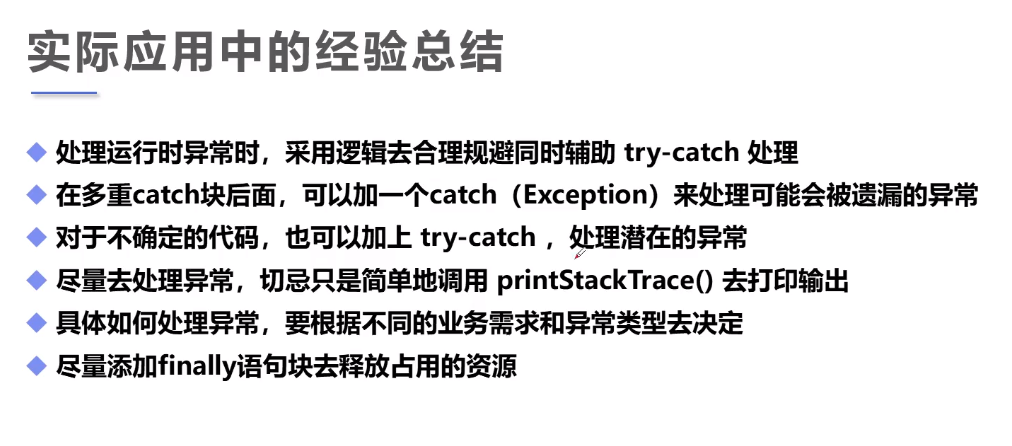 实际应用中的经验总结
处理运行时异常时，采用逻辑去合理规避同时辅助 try-catch 处理
在多重catch块后面，可以加一个catch（Exception）来处理可能会被遗漏的异常
对于不确定的代码，也可以加上 try-catch ，处理潜在的异常
尽量去处理异常，切忌只是简单地调用 printStackTrace() 去打印输出
具体如何处理异常，要根据不同的业务需求和异常类型去决定
尽量添加finally语句块去释放占用的资源